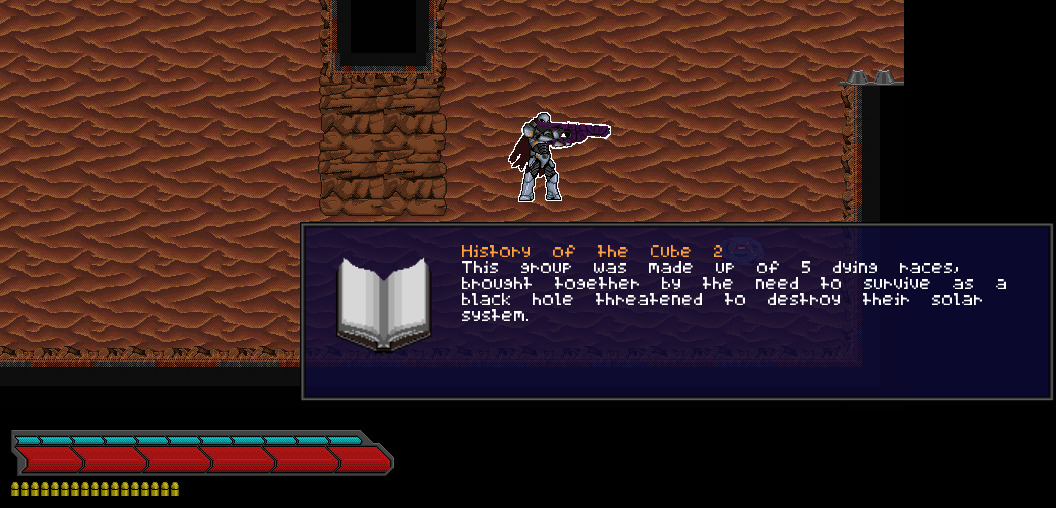 History of the Cube 2
This group was made up of 5 dying races,
brought together by the need to survive as a
black hole threatened to destroy their solar
system.